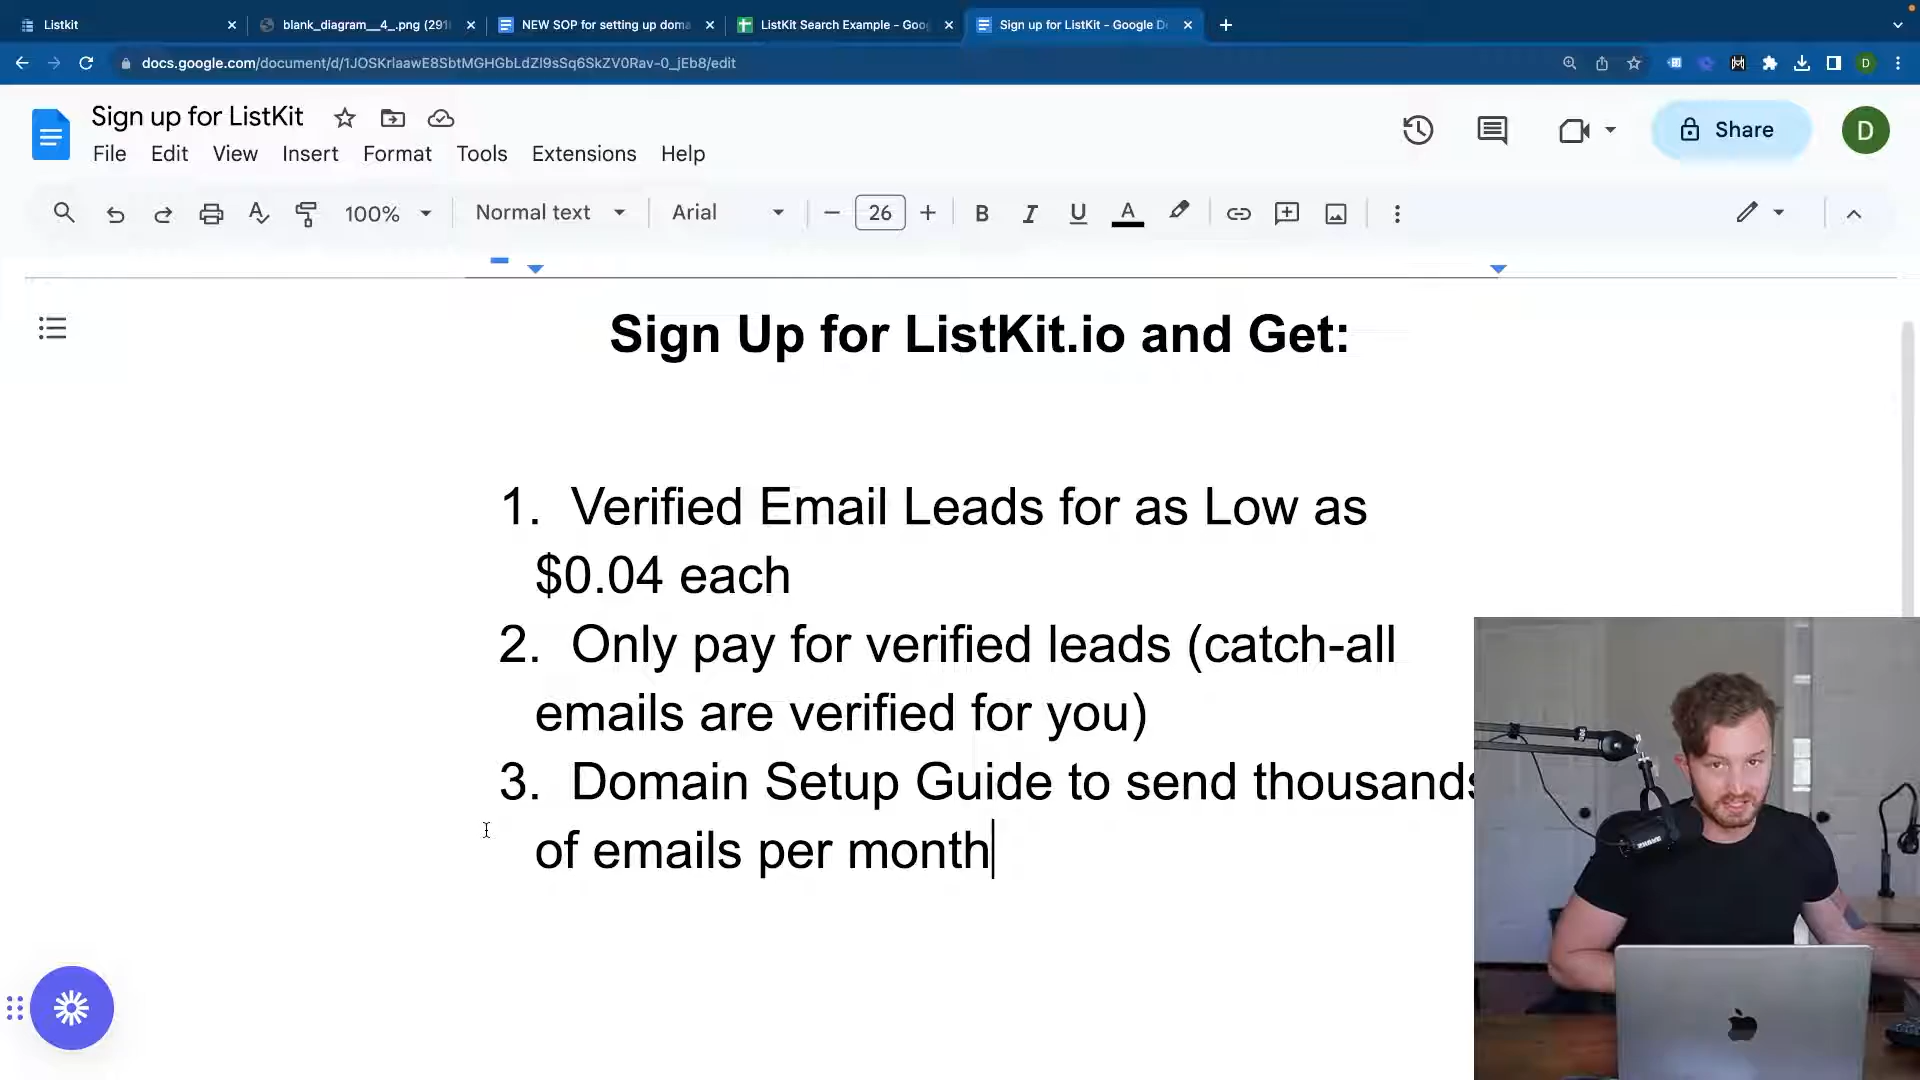 Listkit
blank_diagram__4_.png (291
NEW SOP for setting up doma
ListKit Search Example - Goo
Sign up for ListKit - Google D
docs.google.com/document/d/1JOSKrlaawE8SbtMGHGbLdZl9sSq6SkZV0Rav-0_jEb8/edit
D
Sign up for ListKit
Share
D
File Edit View Insert Format Tools Extensions Help
100% Normal text Arial 26 B I U A
Sign Up for ListKit.io and Get:
1. Verified Email Leads for as Low as
$0.04 each
2. Only pay for verified leads (catch-all
emails are verified for you)
3. Domain Setup Guide to send thousands
of emails per month